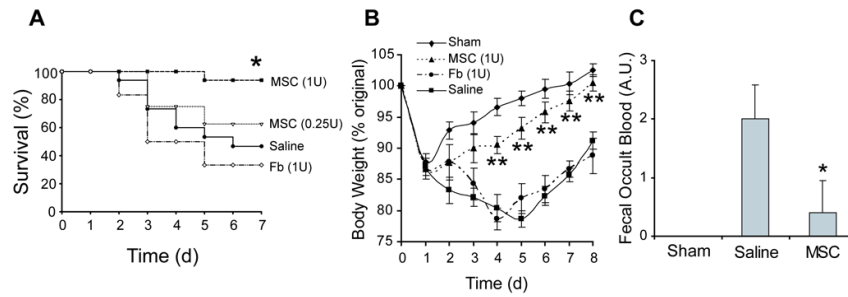 A
Survival (%)
100
80
60
40
20
0
0 1 2 3 4 5 6 7
Time (d)
*
MSC (1U)
MSC (0.25U)
Saline
Fb (1U)
B
Body Weight (% original)
105
100
95
90
85
80
75
0 1 2 3 4 5 6 7 8
Time (d)
Sham
MSC (1U)
Fb (1U)
Saline
** ** ** ** **
C
Fecal Occult Blood (A.U.)
3
2
1
0
*
Sham Saline MSC